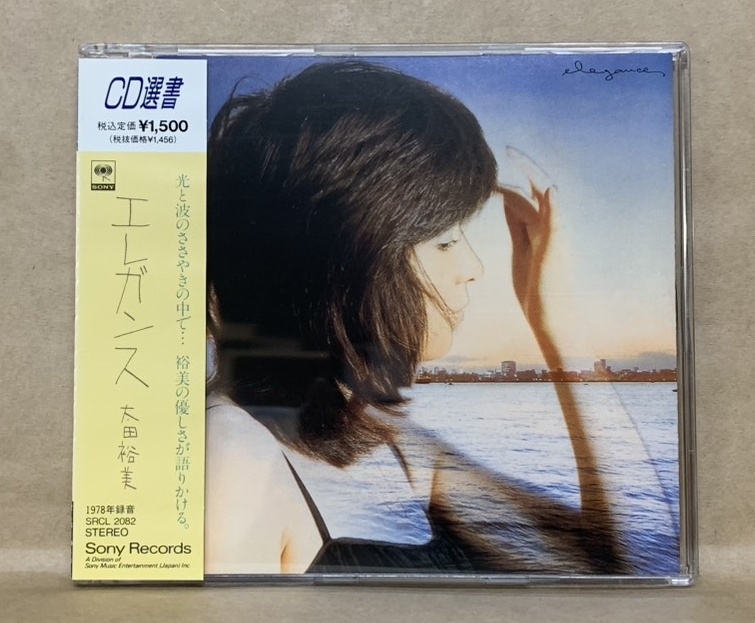 CD選書
税込定価¥1,500
(税抜価格¥1,456)
SONY
エレガンス 太田裕美
光と波のささやきの中で… 裕美の優しさが語りかける。
1978年録音
SRCL 2082
STEREO
Sony Records
A Division of
Sony Music Entertainment (Japan) Inc
elegance